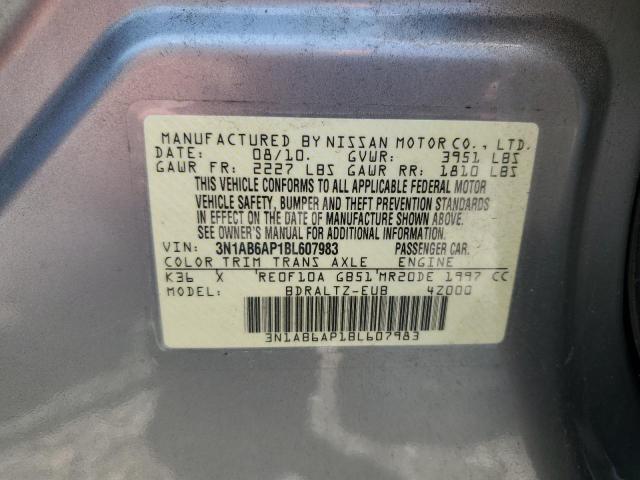 MANUFACTURED BY NISSAN MOTOR CO., LTD.
DATE: 08/10. GVWR: 3951 LBS
GAWR FR: 2227 LBS GAWR RR: 1810 LBS
THIS VEHICLE CONFORMS TO ALL APPLICABLE FEDERAL MOTOR
VEHICLE SAFETY, BUMPER AND THEFT PREVENTION STANDARDS
IN EFFECT ON THE DATE OF MANUFACTURE SHOWN ABOVE.
SEE OWNER'S MANUAL FOR ADDITIONAL INFORMATION.
VIN: 3N1AB6AP1BL607983 PASSENGER CAR.
COLOR TRIM TRANS AXLE ENGINE
K36 X 'RE0F10A GB51'MR20DE 1997 CC
MODEL: BDRALTZ-EUB 4Z000
3N1AB6AP1BL607983